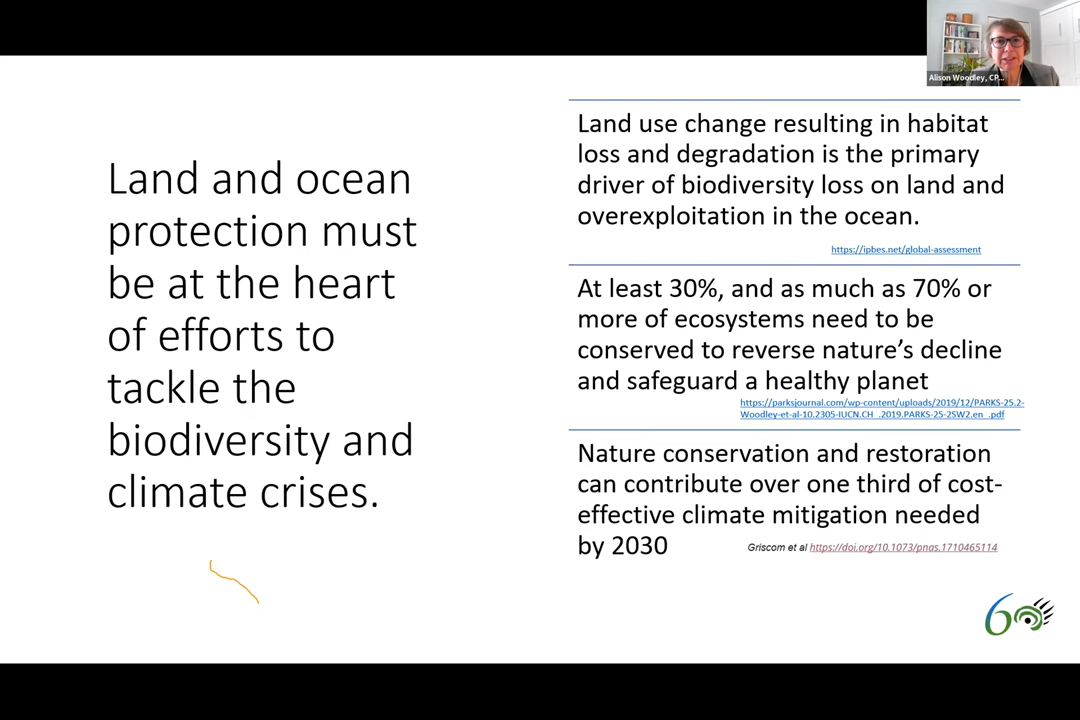 Alison Woodley, CP...
Land and ocean
protection must
be at the heart
of efforts to
tackle the
biodiversity and
climate crises.
Land use change resulting in habitat
loss and degradation is the primary
driver of biodiversity loss on land and
overexploitation in the ocean.
https://ipbes.net/global-assessment
At least 30%, and as much as 70% or
more of ecosystems need to be
conserved to reverse nature’s decline
and safeguard a healthy planet
https://parksjournal.com/wp-content/uploads/2019/12/PARKS-25.2-
Woodley-et-al-10.2305-IUCN.CH_.2019.PARKS-25-2SW2.en_.pdf
Nature conservation and restoration
can contribute over one third of cost-
effective climate mitigation needed
by 2030
Griscom et al https://doi.org/10.1073/pnas.1710465114
60